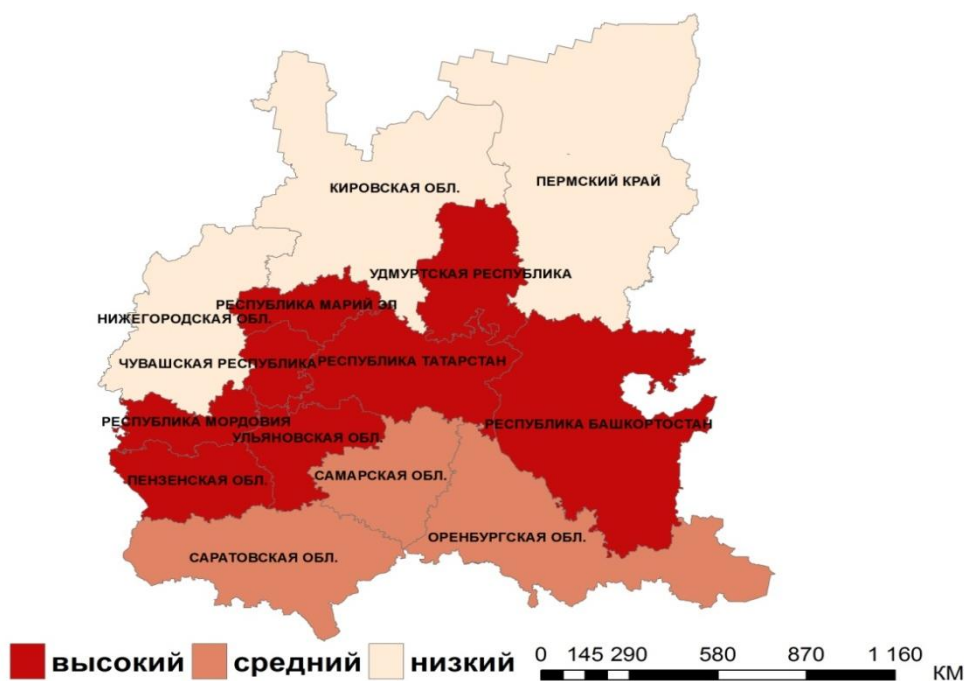 ПЕРМСКИЙ КРАЙ
КИРОВСКАЯ ОБЛ.
УДМУРТСКАЯ РЕСПУБЛИКА
РЕСПУБЛИКА МАРИЙ ЭЛ
НИЖЕГОРОДСКАЯ ОБЛ.
ЧУВАШСКАЯ РЕСПУБЛИКА
РЕСПУБЛИКА ТАТАРСТАН
РЕСПУБЛИКА МОРДОВИЯ
РЕСПУБЛИКА БАШКОРТОСТАН
УЛЬЯНОВСКАЯ ОБЛ.
САМАРСКАЯ ОБЛ.
ПЕНЗЕНСКАЯ ОБЛ.
ОРЕНБУРГСКАЯ ОБЛ.
САРАТОВСКАЯ ОБЛ.
высокий средний низкий
0 145 290 580 870 1 160
КМ